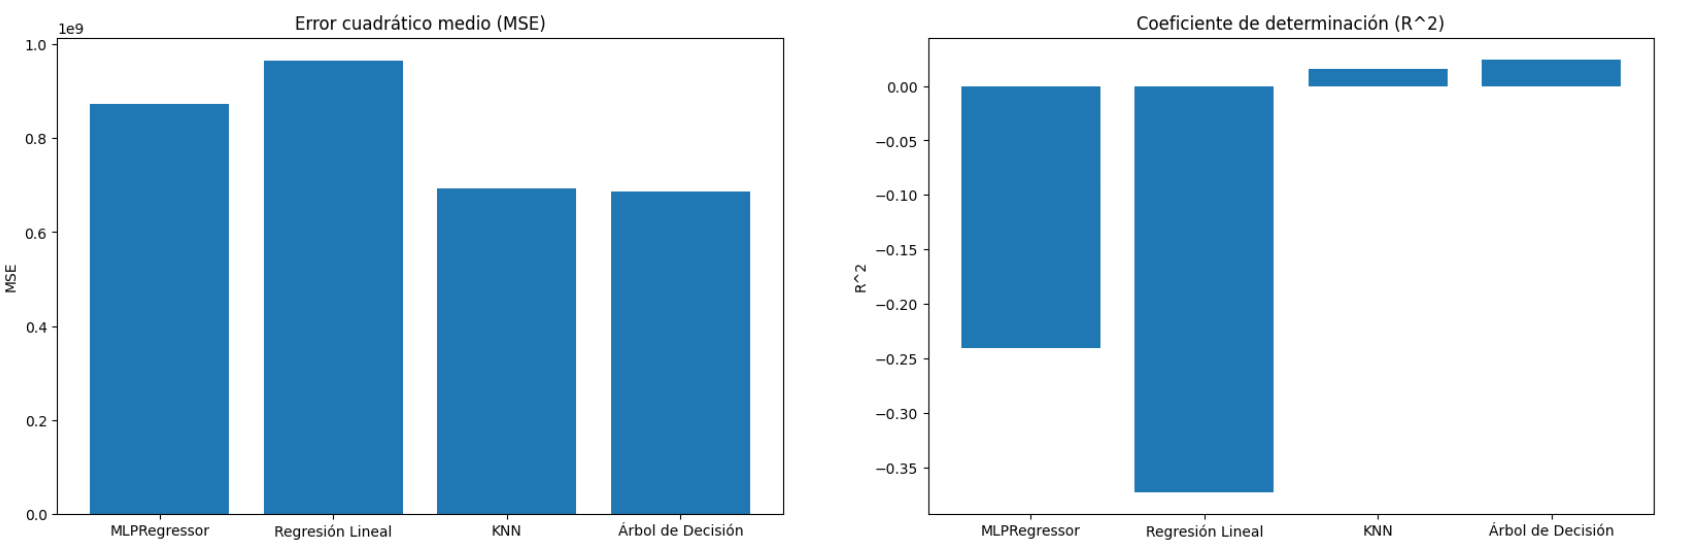 Error cuadrático medio (MSE)
1e9
1.0
0.8
0.6
0.4
0.2
0.0
MSE
MLPRegressor
Regresión Lineal
KNN
Árbol de Decisión
Coeficiente de determinación (R^2)
0.00
−0.05
−0.10
−0.15
−0.20
−0.25
−0.30
−0.35
R^2
MLPRegressor
Regresión Lineal
KNN
Árbol de Decisión